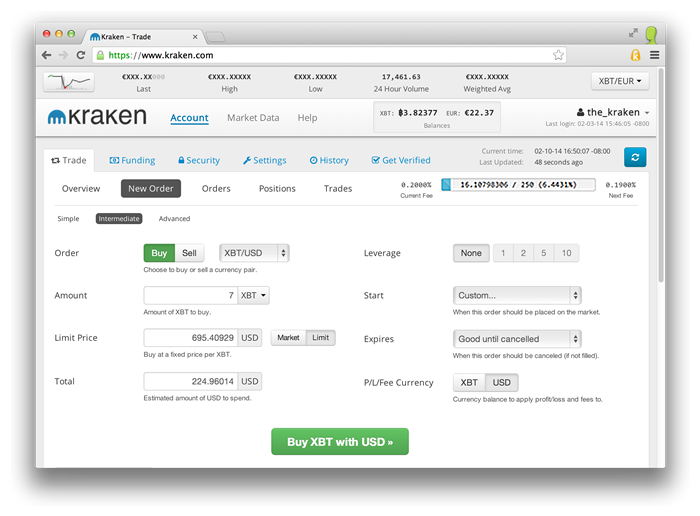 Kraken – Trade
https://www.kraken.com
€XXX.XX000 €XXX.XXXXX €XXX.XXXXX 17,461.63 €XXX.XXXXX XBT/EUR
Last High Low 24 Hour Volume Weighted Avg
kraken Account Market Data Help XBT: ฿3.82377 EUR: €22.37 the_kraken
Balances Last login: 02-03-14 15:46:05 -0800
Trade Funding Security Settings History Get Verified Current time: 02-10-14 16:50:07 -08:00
Last Updated: 48 seconds ago
Overview New Order Orders Positions Trades 0.2000% 16.10798306 / 250 (6.4431%) 0.1900%
Current Fee Next Fee
Simple Intermediate Advanced
Order Buy Sell XBT/USD Leverage None 1 2 5 10
Choose to buy or sell a currency pair.
Amount 7 XBT Start Custom...
Amount of XBT to buy. When this order should be placed on the market.
Limit Price 695.40929 USD Market Limit Expires Good until cancelled
Buy at a fixed price per XBT. When this order should be canceled (if not filled).
Total 224.96014 USD P/L/Fee Currency XBT USD
Estimated amount of USD to spend. Currency balance to apply profit/loss and fees to.
Buy XBT with USD »